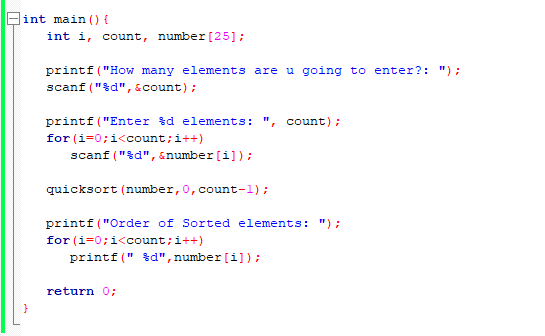 int main(){
int i, count, number[25];
printf("How many elements are u going to enter?: ");
scanf("%d",&count);
printf("Enter %d elements: ", count);
for(i=0;i<count;i++)
scanf("%d",&number[i]);
quicksort(number,0,count-1);
printf("Order of Sorted elements: ");
for(i=0;i<count;i++)
printf(" %d",number[i]);
return 0;
}